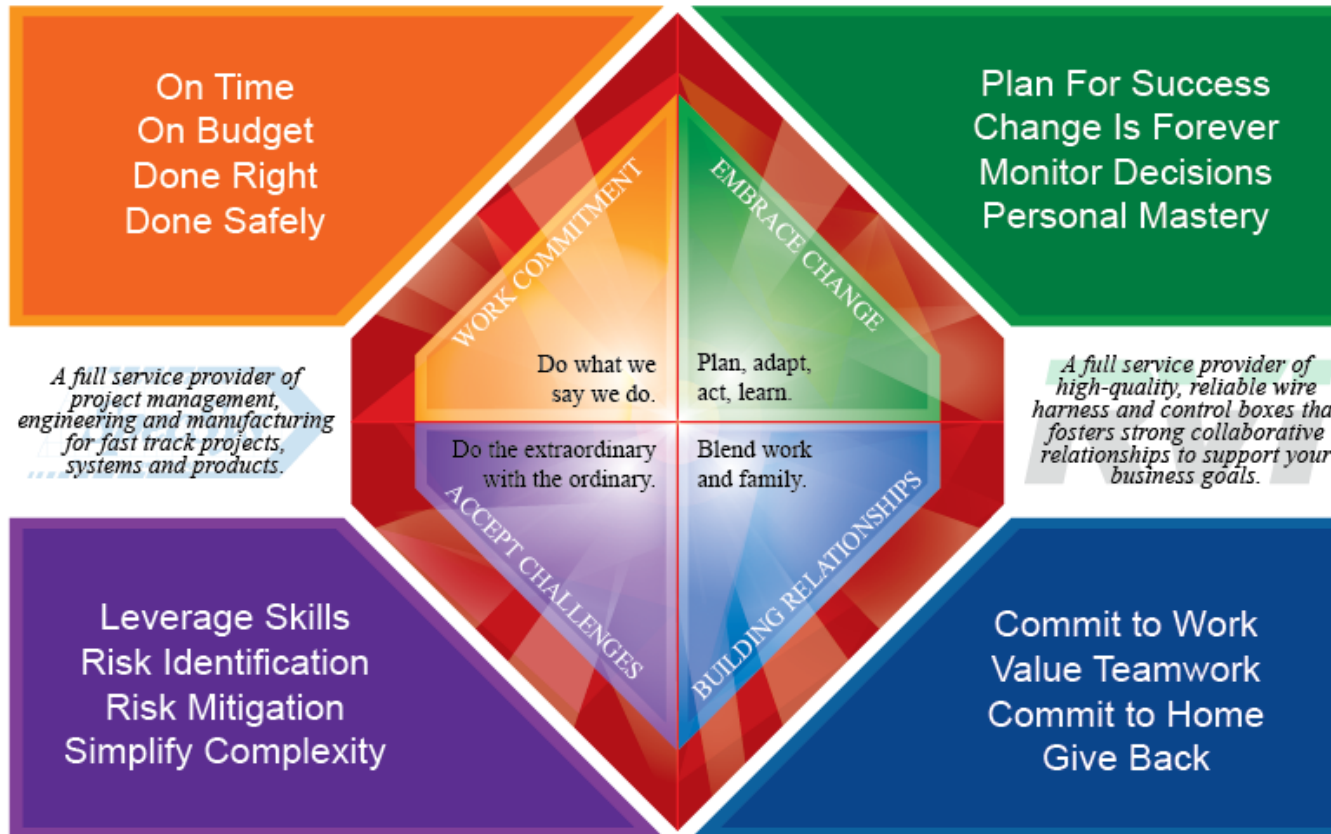 On Time
On Budget
Done Right
Done Safely
Plan For Success
Change Is Forever
Monitor Decisions
Personal Mastery
WORK COMMITMENT
EMBRACE CHANGE
Do what we
say we do.
Plan, adapt,
act, learn.
A full service provider of
project management,
engineering and manufacturing
for fast track projects,
systems and products.
A full service provider of
high-quality, reliable wire
harness and control boxes tha
fosters strong collaborative
relationships to support your
business goals.
Do the extraordinary
with the ordinary.
Blend work
and family.
ACCEPT CHALLENGES
BUILDING RELATIONSHIPS
Leverage Skills
Risk Identification
Risk Mitigation
Simplify Complexity
Commit to Work
Value Teamwork
Commit to Home
Give Back